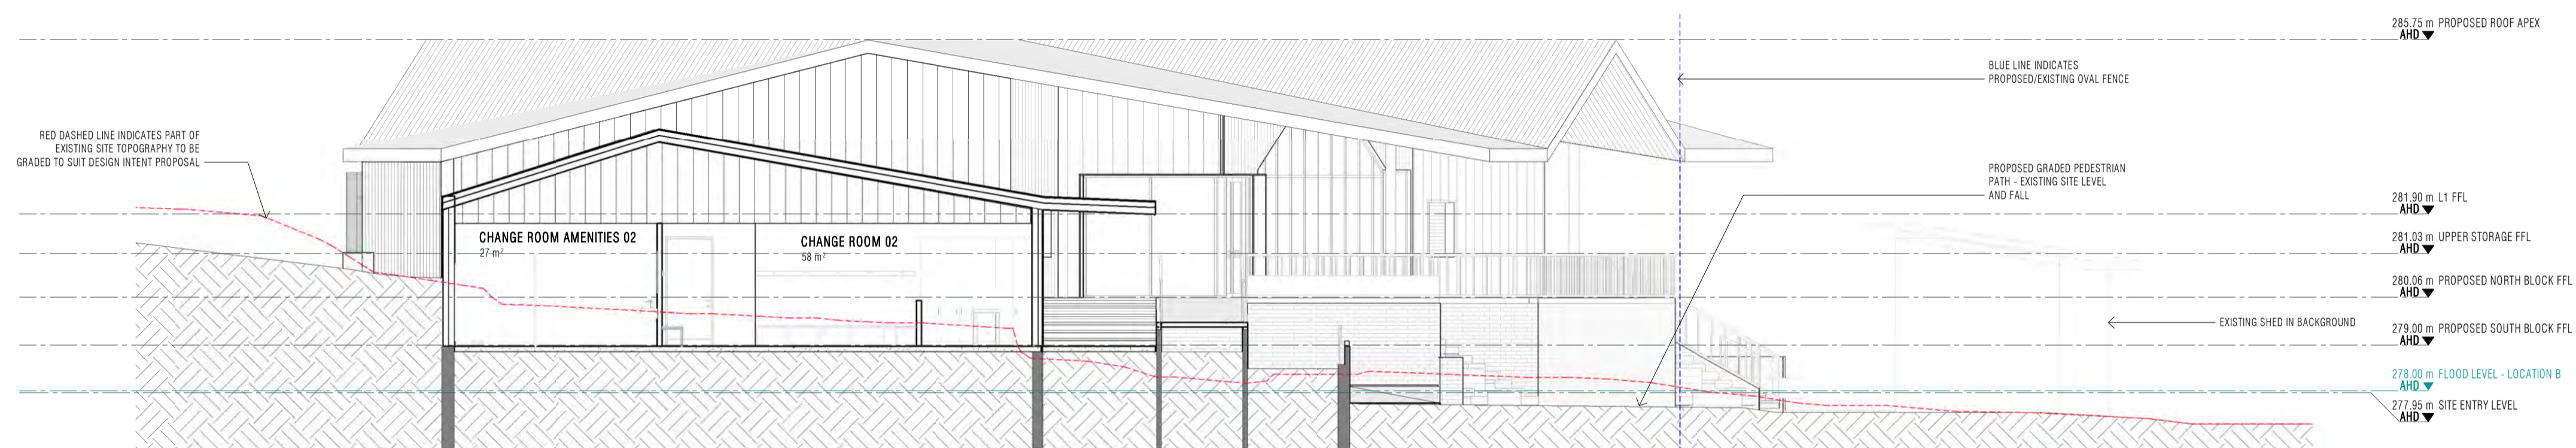 RED DASHED LINE INDICATES PART OF
EXISTING SITE TOPOGRAPHY TO BE
GRADED TO SUIT DESIGN INTENT PROPOSAL
CHANGE ROOM AMENITIES 02
27 m²
CHANGE ROOM 02
58 m²
BLUE LINE INDICATES
PROPOSED/EXISTING OVAL FENCE
PROPOSED GRADED PEDESTRIAN
PATH - EXISTING SITE LEVEL
AND FALL
EXISTING SHED IN BACKGROUND
285.75 m PROPOSED ROOF APEX
AHD
281.90 m L1 FFL
AHD
281.03 m UPPER STORAGE FFL
AHD
280.06 m PROPOSED NORTH BLOCK FFL
AHD
279.00 m PROPOSED SOUTH BLOCK FFL
AHD
278.00 m FLOOD LEVEL - LOCATION B
AHD
277.95 m SITE ENTRY LEVEL
AHD